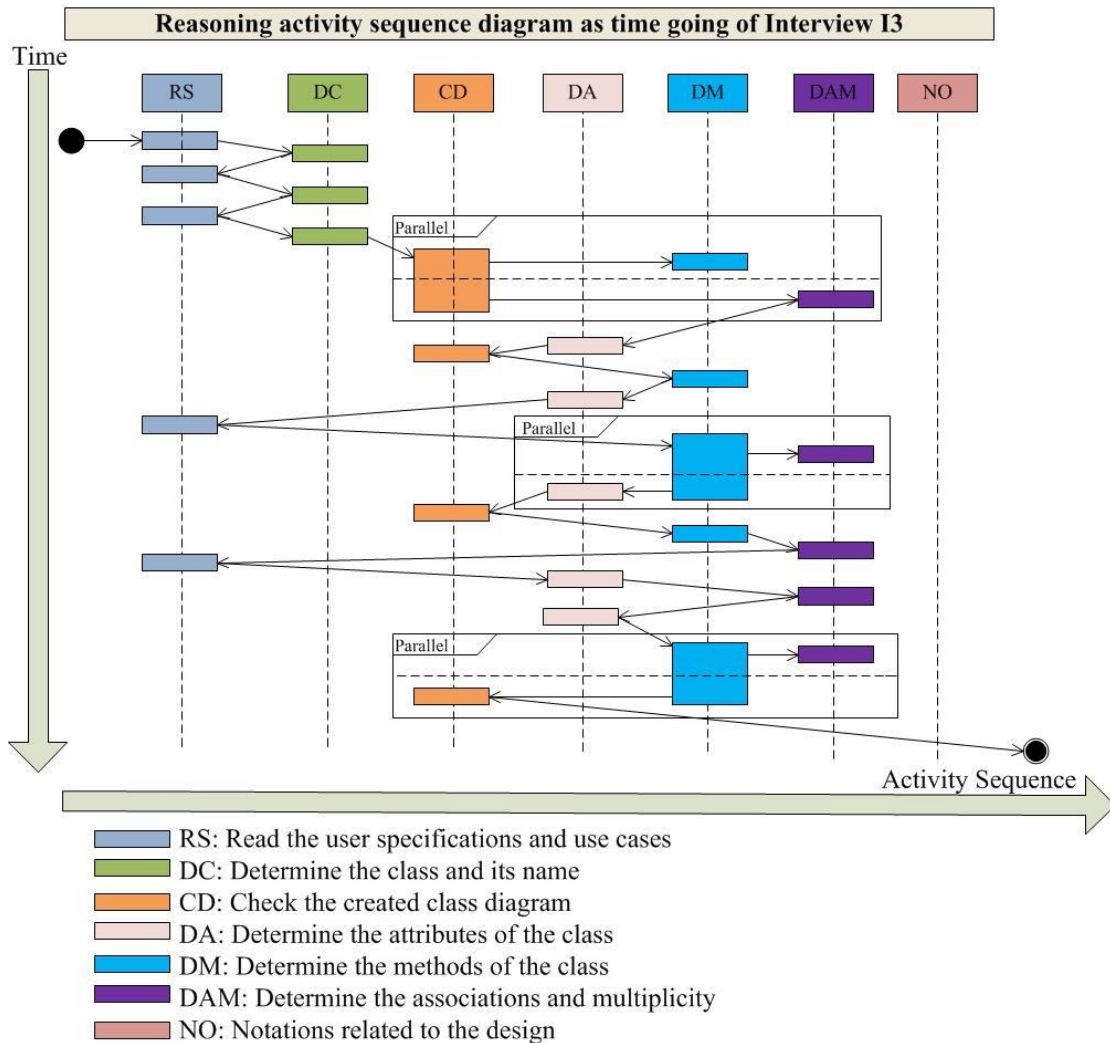 Reasoning activity sequence diagram as time going of Interview I3
Time
RS DC CD DA DM DAM NO
Parallel
Parallel
Parallel
Activity Sequence
RS: Read the user specifications and use cases
DC: Determine the class and its name
CD: Check the created class diagram
DA: Determine the attributes of the class
DM: Determine the methods of the class
DAM: Determine the associations and multiplicity
NO: Notations related to the design